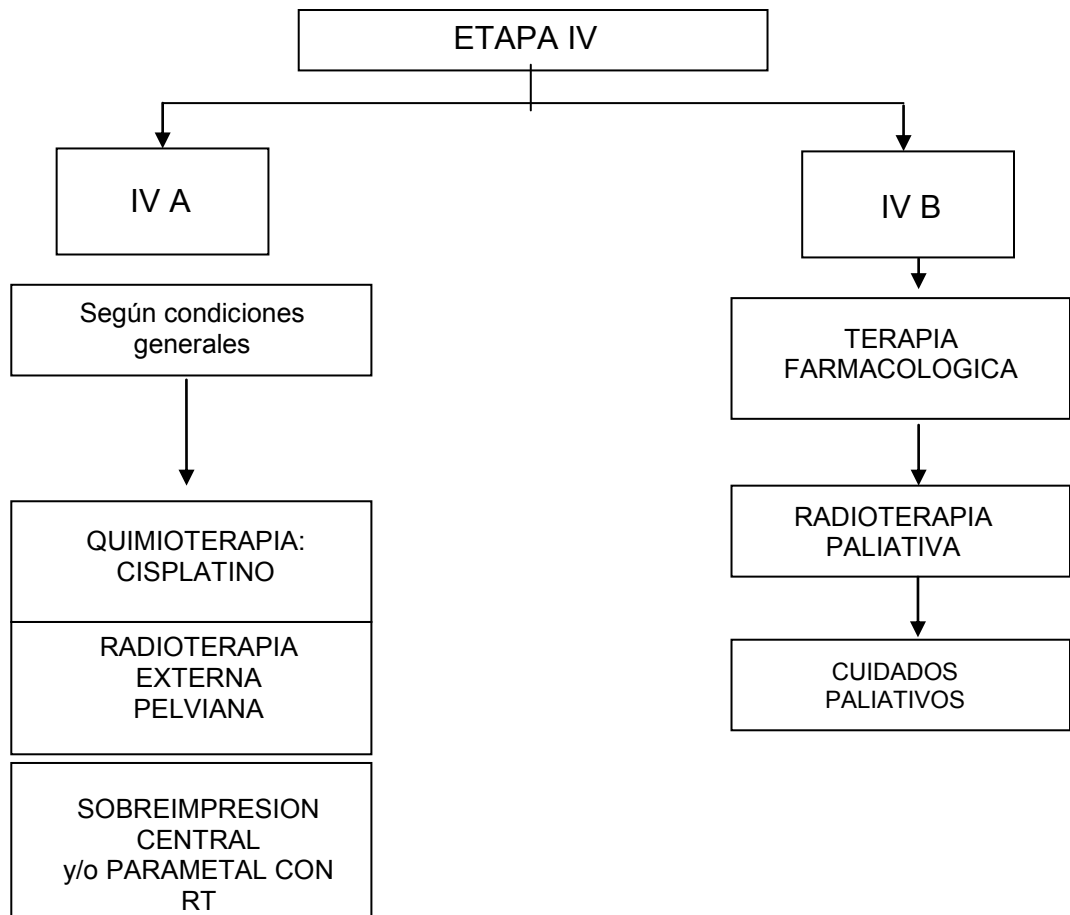 ETAPA IV
IV A
IV B
Según condiciones
generales
TERAPIA
FARMACOLOGICA
QUIMIOTERAPIA:
CISPLATINO
RADIOTERAPIA
PALIATIVA
RADIOTERAPIA
EXTERNA
PELVIANA
CUIDADOS
PALIATIVOS
SOBREIMPRESION
CENTRAL
y/o PARAMETAL CON
RT